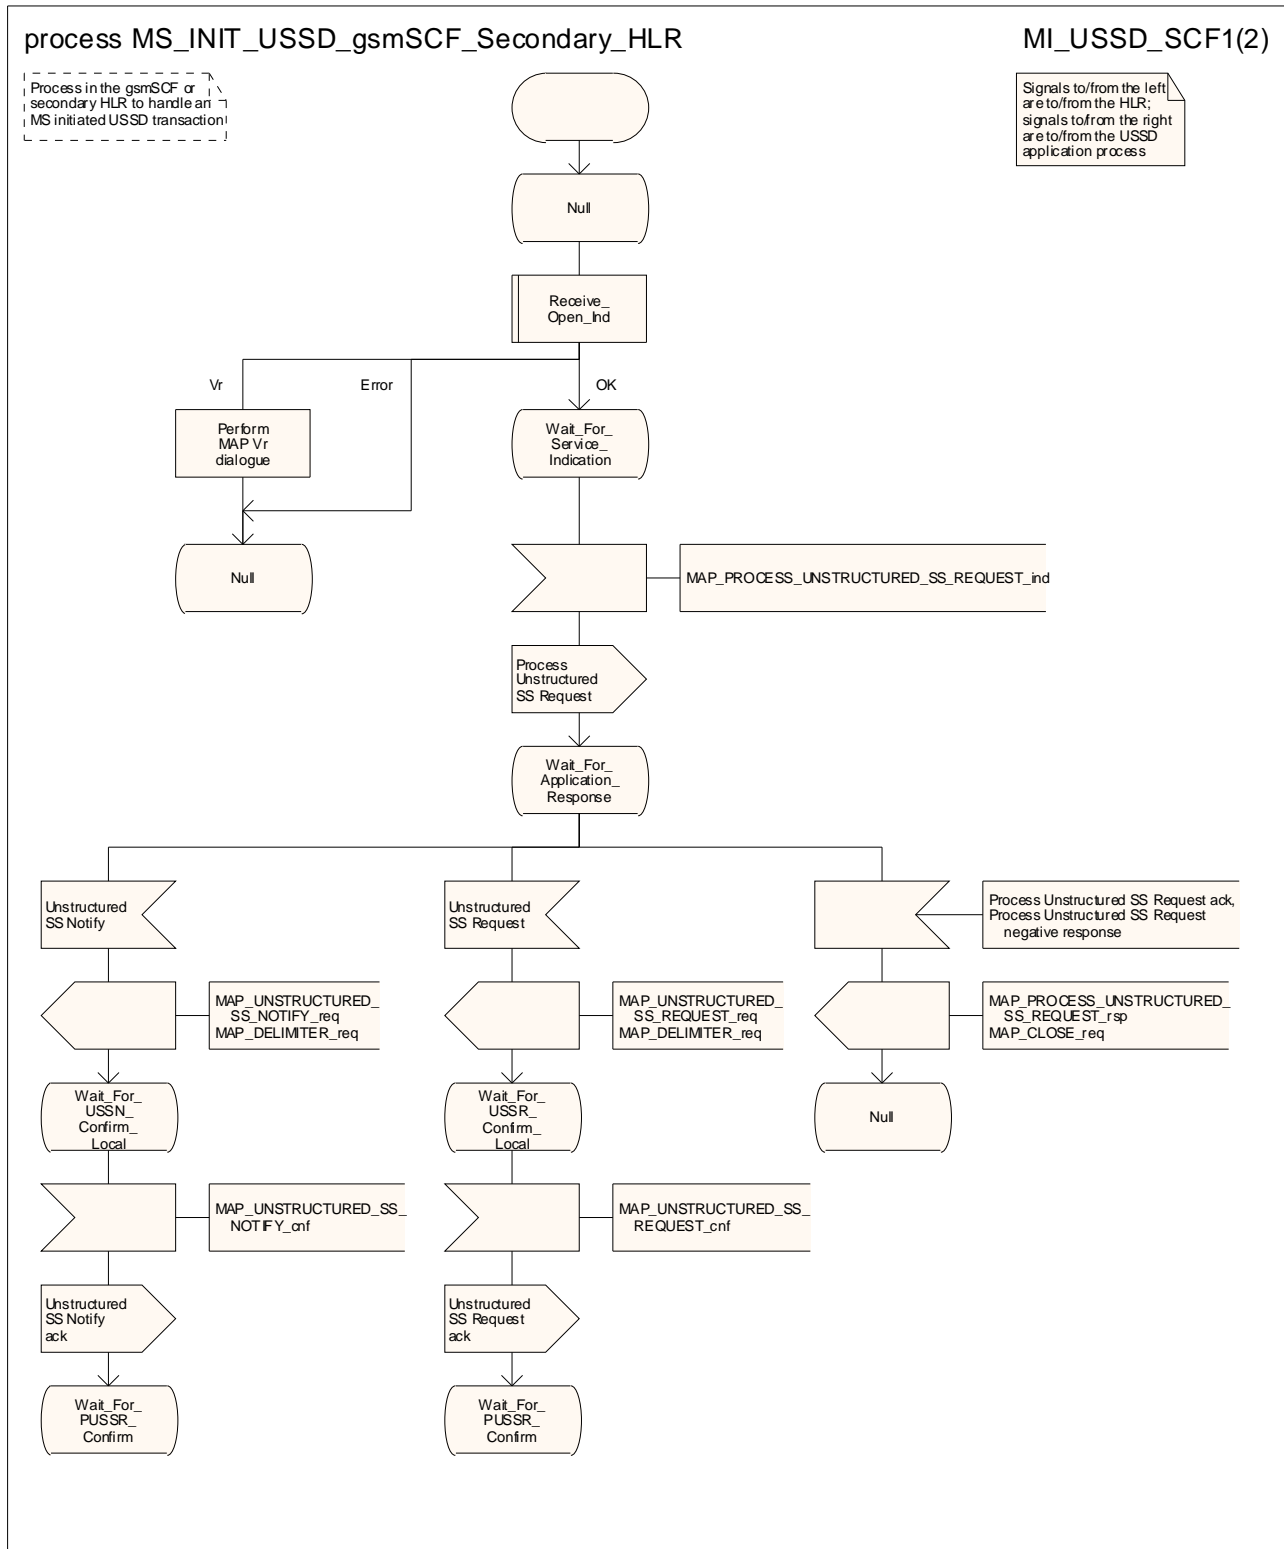 process MS_INIT_USSD_gsmSCF_Secondary_HLR
MI_USSD_SCF1(2)
Process in the gsmSCF or
secondary HLR to handle an
MS initiated USSD transaction
Signals to/from the left
are to/from the HLR;
signals to/from the right
are to/from the USSD
application process
Null
Receive_
Open_Ind
Vr
Error
OK
Perform
MAP Vr
dialogue
Wait_For_
Service_
Indication
Null
MAP_PROCESS_UNSTRUCTURED_SS_REQUEST_ind
Process
Unstructured
SS Request
Wait_For_
Application_
Response
Unstructured
SS Notify
Unstructured
SS Request
Process Unstructured SS Request ack,
Process Unstructured SS Request
negative response
MAP_UNSTRUCTURED_
SS_NOTIFY_req
MAP_DELIMITER_req
MAP_UNSTRUCTURED_
SS_REQUEST_req
MAP_DELIMITER_req
MAP_PROCESS_UNSTRUCTURED_
SS_REQUEST_rsp
MAP_CLOSE_req
Wait_For_
USSN_
Confirm_
Local
Wait_For_
USSR_
Confirm_
Local
Null
MAP_UNSTRUCTURED_SS_
NOTIFY_cnf
MAP_UNSTRUCTURED_SS_
REQUEST_cnf
Unstructured
SS Notify
ack
Unstructured
SS Request
ack
Wait_For_
PUSSR_
Confirm
Wait_For_
PUSSR_
Confirm